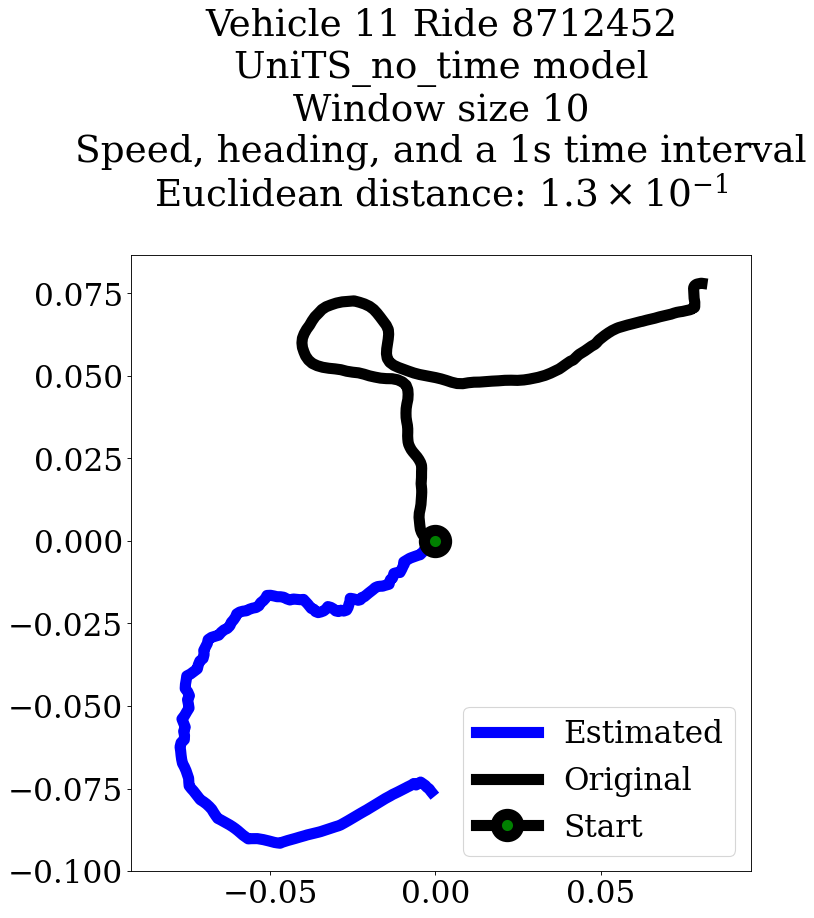 Vehicle 11 Ride 8712452
UniTS_no_time model
Window size 10
Speed, heading, and a 1s time interval
Euclidean distance: 1.3 × 10⁻¹
0.075
0.050
0.025
0.000
−0.025
−0.050
−0.075
−0.100
−0.05 0.00 0.05
Estimated
Original
Start